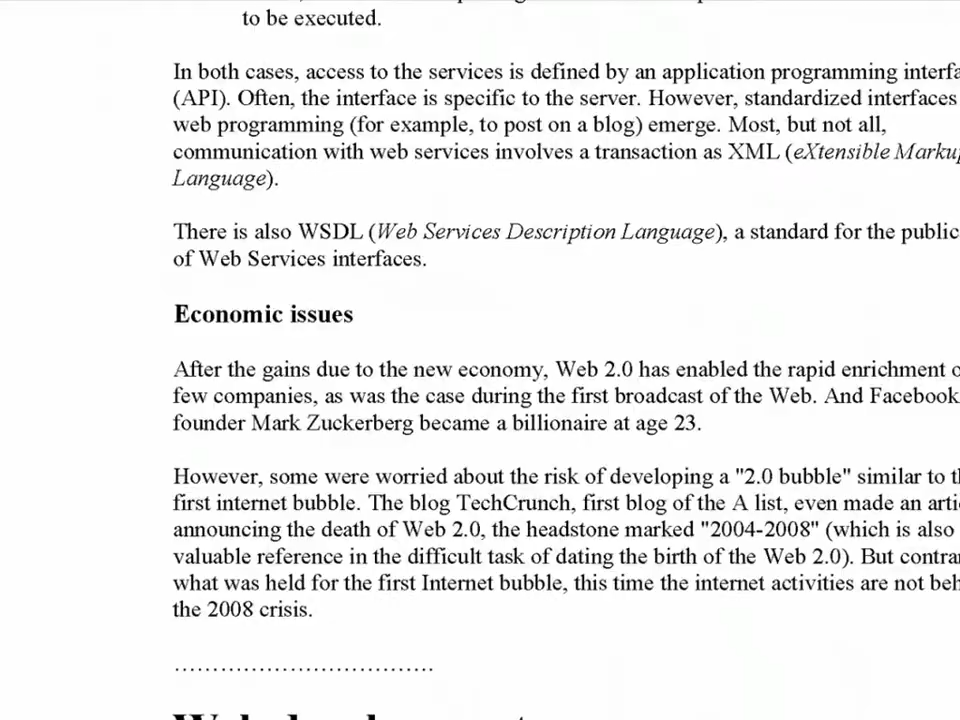 to be executed.
In both cases, access to the services is defined by an application programming
(API). Often, the interface is specific to the server. However, standardized interfaces
web programming (for example, to post on a blog) emerge. Most, but not all,
communication with web services involves a transaction as XML (eXtensible
Language).
There is also WSDL (Web Services Description Language), a standard for the
of Web Services interfaces.
Economic issues
After the gains due to the new economy, Web 2.0 has enabled the rapid enrichment
few companies, as was the case during the first broadcast of the Web. And Facebook
founder Mark Zuckerberg became a billionaire at age 23.
However, some were worried about the risk of developing a "2.0 bubble" similar to
first internet bubble. The blog TechCrunch, first blog of the A list, even made an
announcing the death of Web 2.0, the headstone marked "2004-2008" (which is also
valuable reference in the difficult task of dating the birth of the Web 2.0). But
what was held for the first Internet bubble, this time the internet activities are not
the 2008 crisis.
..................................